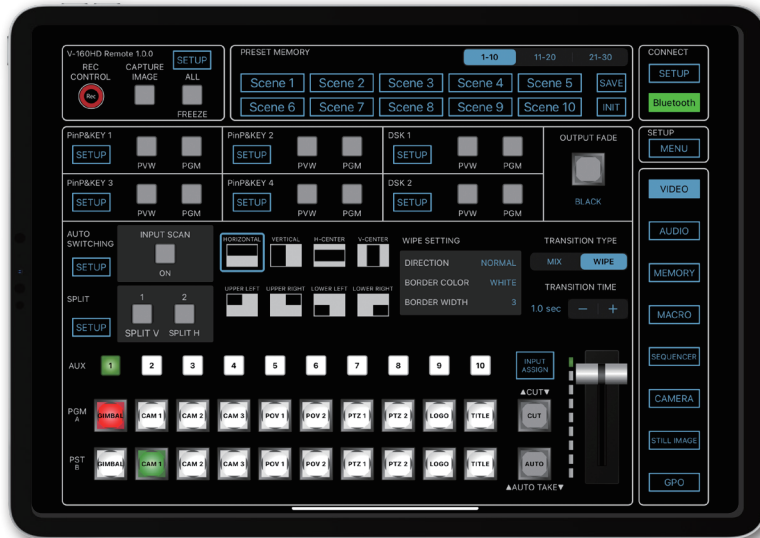 V-160HD Remote 1.0.0
REC CONTROL
CAPTURE IMAGE
SETUP
ALL
Rec
FREEZE
PRESET MEMORY
1-10 11-20 21-30
Scene 1 Scene 2 Scene 3 Scene 4 Scene 5 SAVE
Scene 6 Scene 7 Scene 8 Scene 9 Scene 10 INIT
CONNECT
SETUP
Bluetooth
PinP&KEY 1
SETUP
PVW PGM
PinP&KEY 2
SETUP
PVW PGM
DSK 1
SETUP
PVW PGM
PinP&KEY 3
SETUP
PVW PGM
PinP&KEY 4
SETUP
PVW PGM
DSK 2
SETUP
PVW PGM
OUTPUT FADE
BLACK
SETUP
MENU
VIDEO
AUDIO
MEMORY
MACRO
SEQUENCER
CAMERA
STILL IMAGE
GPO
AUTO
SWITCHING
SETUP
INPUT SCAN
ON
SPLIT
SETUP
1 2
SPLIT V SPLIT H
HORIZONTAL VERTICAL H-CENTER V-CENTER
UPPER LEFT UPPER RIGHT LOWER LEFT LOWER RIGHT
WIPE SETTING
DIRECTION NORMAL
BORDER COLOR WHITE
BORDER WIDTH 3
TRANSITION TYPE
MIX WIPE
TRANSITION TIME
1.0 sec − +
AUX 1 2 3 4 5 6 7 8 9 10
INPUT
ASSIGN
▲CUT▼
PGM
A
GIMBAL CAM 1 CAM 2 CAM 3 POV 1 POV 2 PTZ 1 PTZ 2 LOGO TITLE CUT
PST
B
GIMBAL CAM 1 CAM 2 CAM 3 POV 1 POV 2 PTZ 1 PTZ 2 LOGO TITLE AUTO
▲AUTO TAKE▼